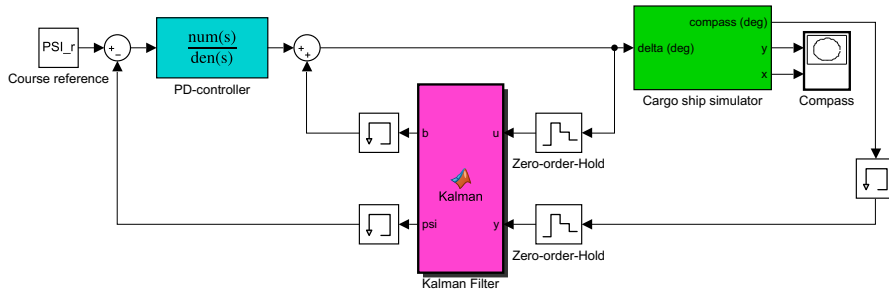 PSI_r
Course reference
num(s)
den(s)
PD-controller
delta (deg)
compass (deg)
y
x
Cargo ship simulator
Compass
b
u
Zero-order-Hold
Kalman
psi
y
Zero-order-Hold
Kalman Filter